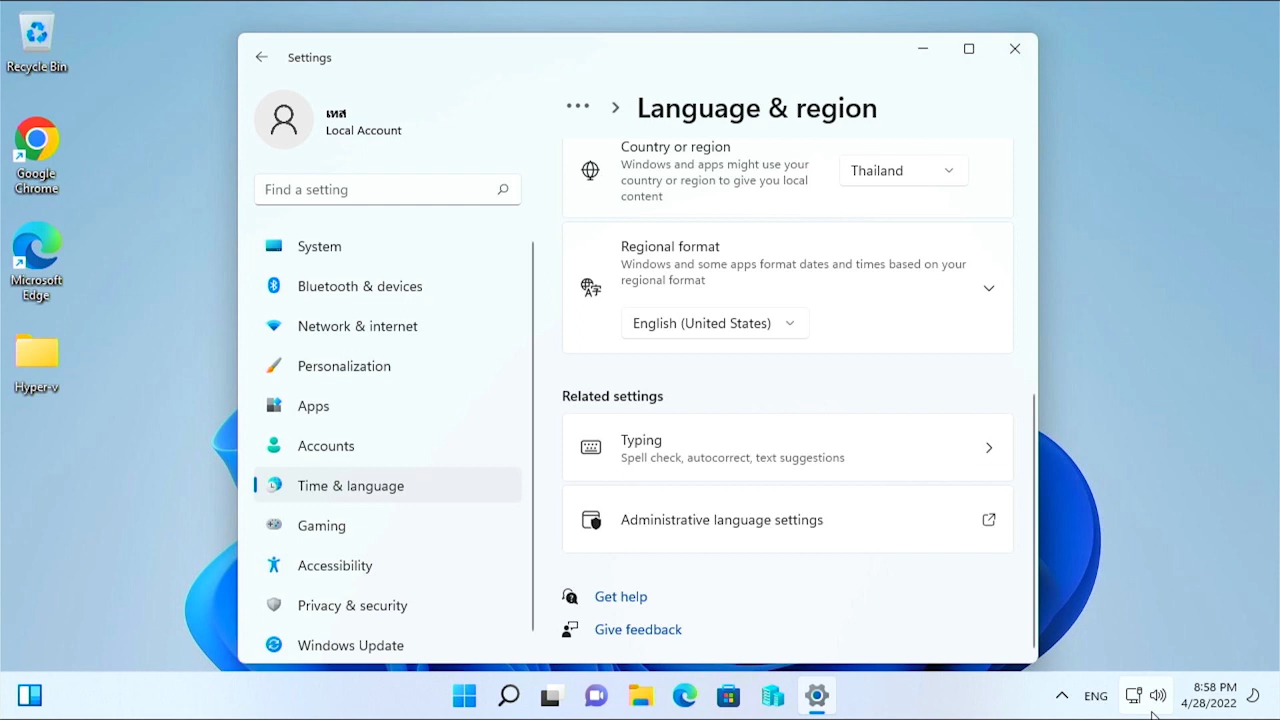 Recycle Bin
Google
Chrome
Microsoft
Edge
Hyper-v
Settings
เทส
Local Account
Find a setting
System
Bluetooth & devices
Network & internet
Personalization
Apps
Accounts
Time & language
Gaming
Accessibility
Privacy & security
Windows Update
Language & region
Country or region
Windows and apps might use your
country or region to give you local
content
Thailand
Regional format
Windows and some apps format dates and times based on your
regional format
English (United States)
Related settings
Typing
Spell check, autocorrect, text suggestions
Administrative language settings
Get help
Give feedback
ENG
8:58 PM
4/28/2022